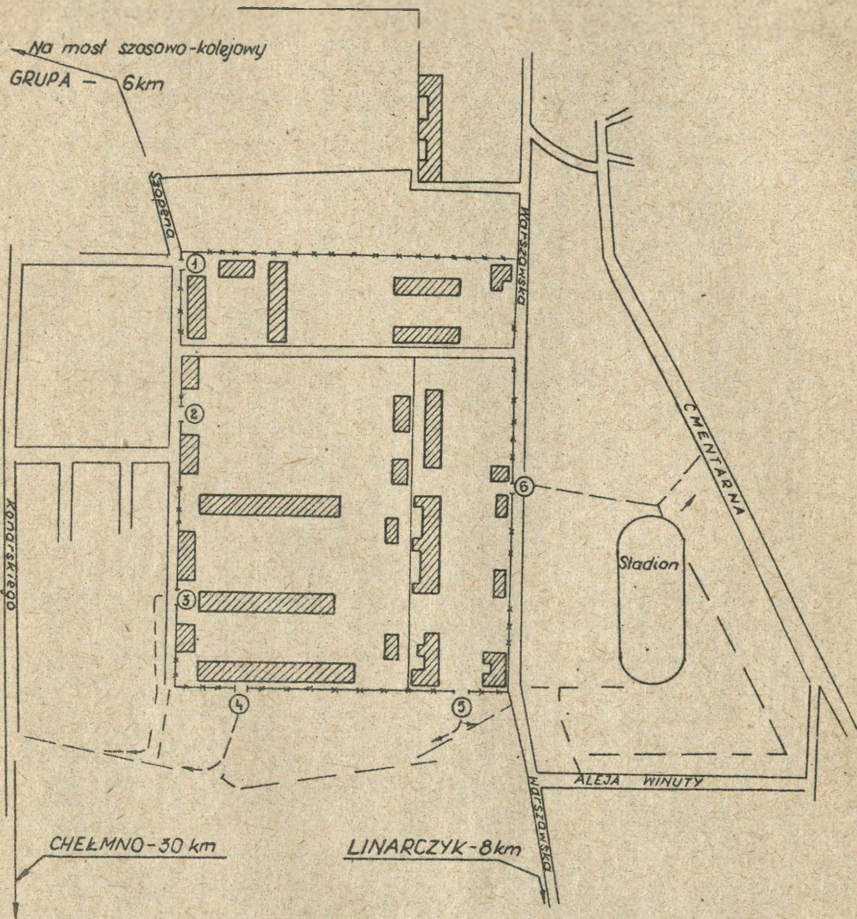 Na most szosowo-kolejowy
GRUPA - 6km
Szopena
Warszawska
1
2
CMENTARNA
6
Konarskiego
Stadion
3
4
5
ALEJA WINUTY
Warszawska
CHEŁMNO-30 km
LINARCZYK-8km